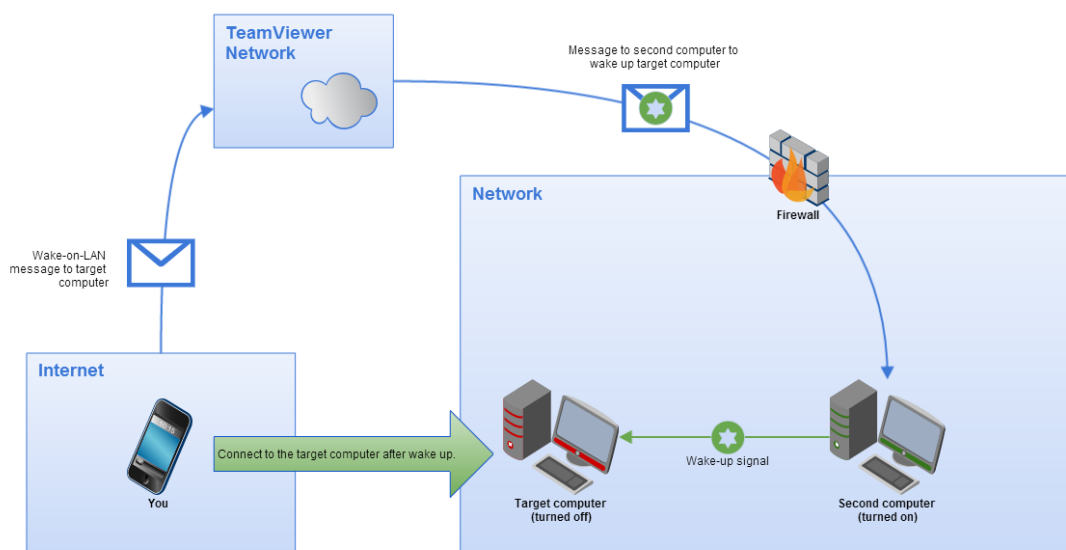 TeamViewer
Network
Message to second computer to
wake up target computer
Network
Firewall
Wake-on-LAN
message to target
computer
Internet
Connect to the target computer after wake up.
Wake-up signal
You
Target computer
(turned off)
Second computer
(turned on)